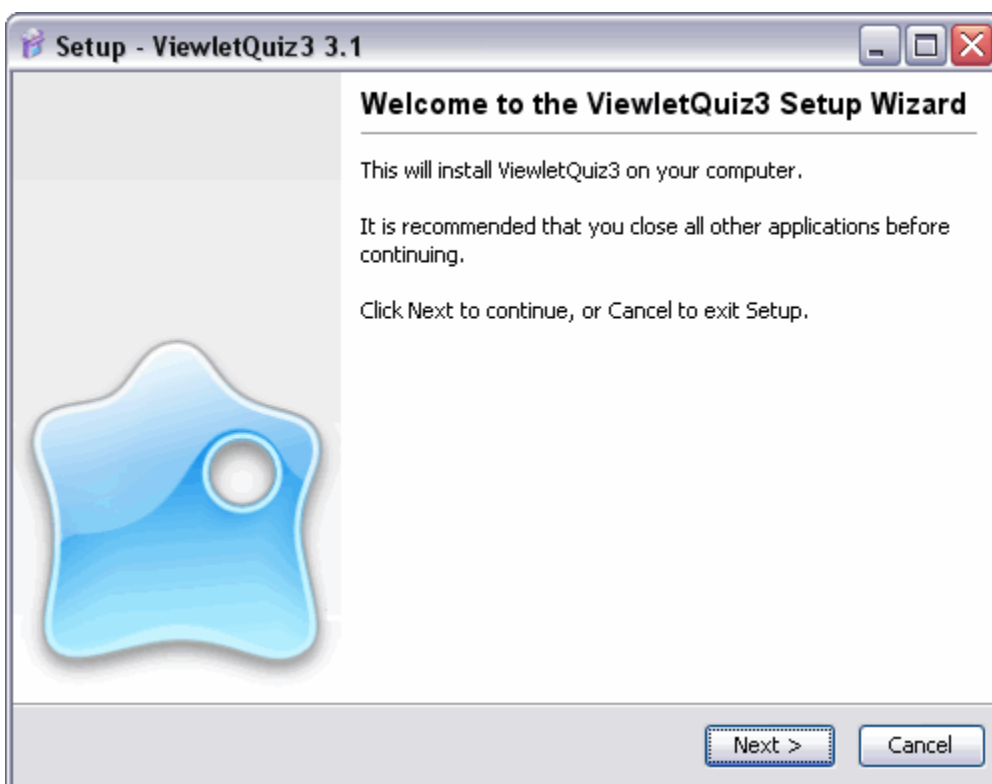 Setup - ViewletQuiz3 3.1
Welcome to the ViewletQuiz3 Setup Wizard
This will install ViewletQuiz3 on your computer.
It is recommended that you close all other applications before
continuing.
Click Next to continue, or Cancel to exit Setup.
Next >
Cancel